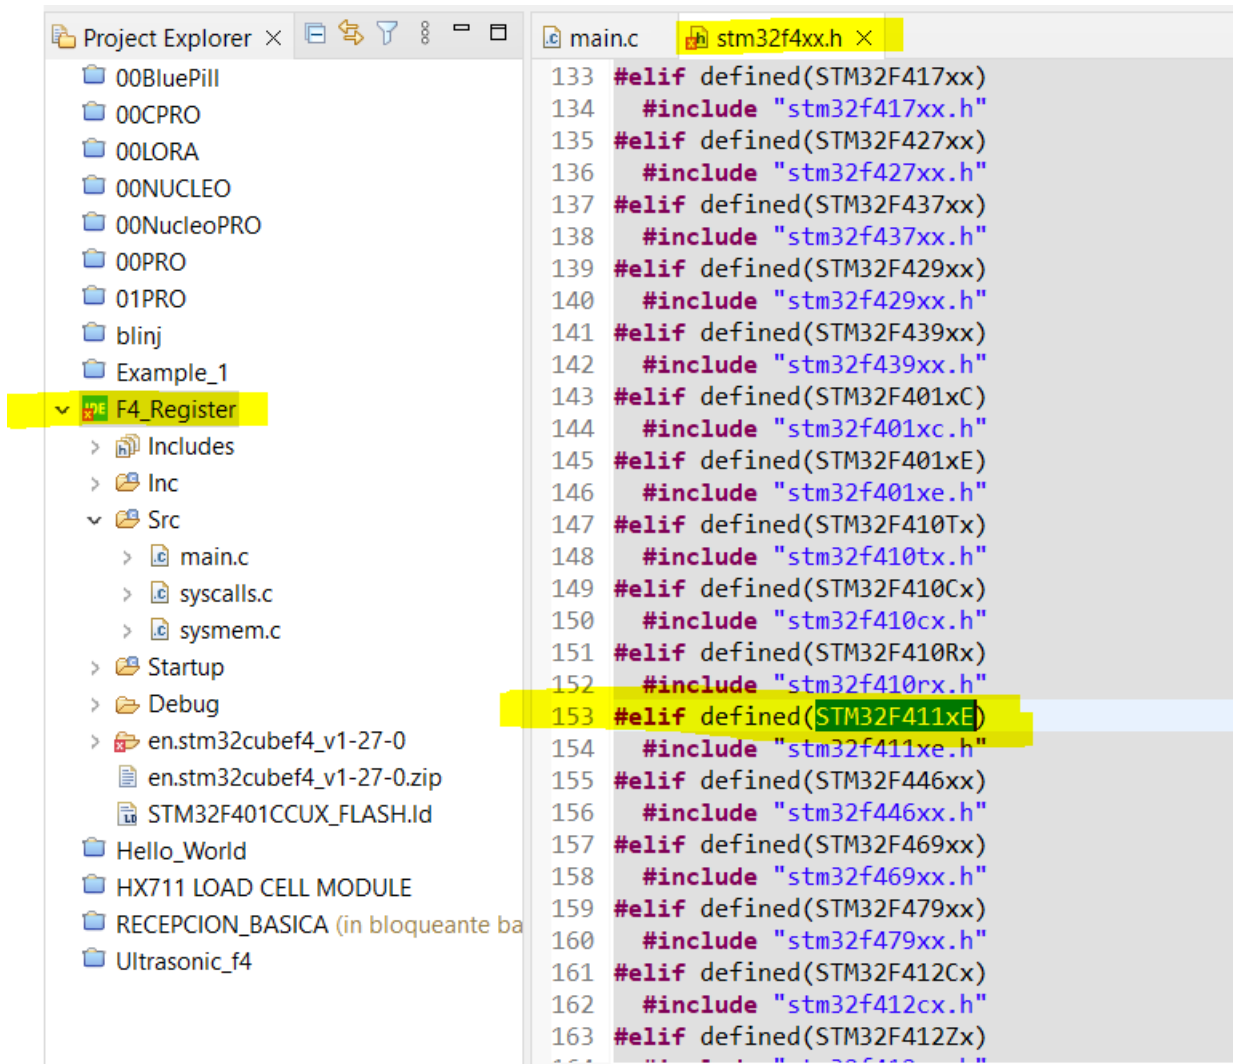 Project Explorer
00BluePill
00CPRO
00LORA
00NUCLEO
00NucleoPRO
00PRO
01PRO
blinj
Example_1
F4_Register
Includes
Inc
Src
main.c
syscalls.c
sysmem.c
Startup
Debug
en.stm32cubef4_v1-27-0
en.stm32cubef4_v1-27-0.zip
STM32F401CCUX_FLASH.ld
Hello_World
HX711 LOAD CELL MODULE
RECEPCION_BASICA (in bloqueante ba
Ultrasonic_f4
main.c
stm32f4xx.h
133 #elif defined(STM32F417xx)
134 #include "stm32f417xx.h"
135 #elif defined(STM32F427xx)
136 #include "stm32f427xx.h"
137 #elif defined(STM32F437xx)
138 #include "stm32f437xx.h"
139 #elif defined(STM32F429xx)
140 #include "stm32f429xx.h"
141 #elif defined(STM32F439xx)
142 #include "stm32f439xx.h"
143 #elif defined(STM32F401xC)
144 #include "stm32f401xc.h"
145 #elif defined(STM32F401xE)
146 #include "stm32f401xe.h"
147 #elif defined(STM32F410Tx)
148 #include "stm32f410tx.h"
149 #elif defined(STM32F410Cx)
150 #include "stm32f410cx.h"
151 #elif defined(STM32F410Rx)
152 #include "stm32f410rx.h"
153 #elif defined(STM32F411xE)
154 #include "stm32f411xe.h"
155 #elif defined(STM32F446xx)
156 #include "stm32f446xx.h"
157 #elif defined(STM32F469xx)
158 #include "stm32f469xx.h"
159 #elif defined(STM32F479xx)
160 #include "stm32f479xx.h"
161 #elif defined(STM32F412Cx)
162 #include "stm32f412cx.h"
163 #elif defined(STM32F412Zx)